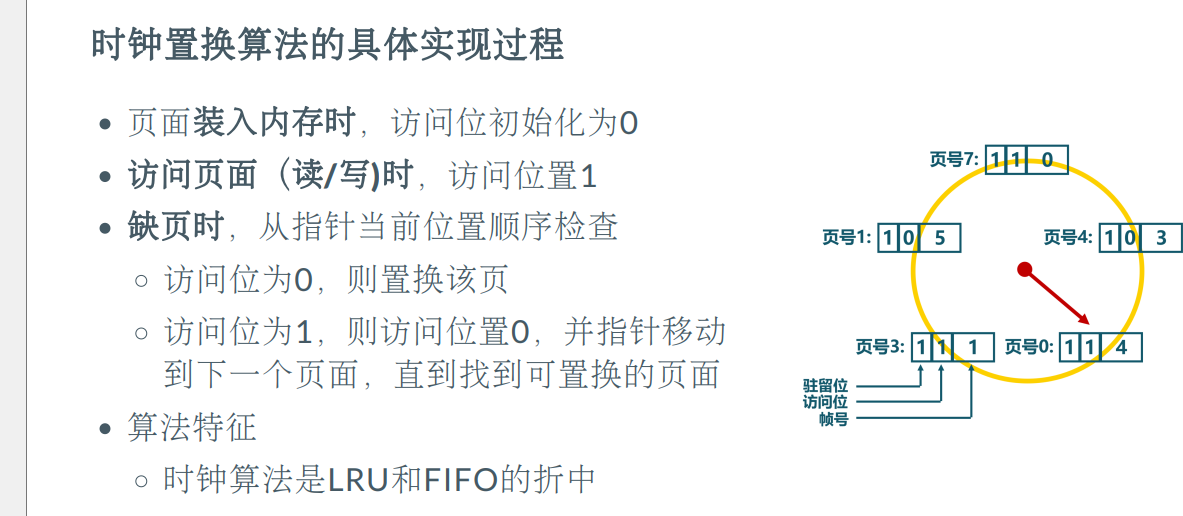 时钟置换算法的具体实现过程
• 页面装入内存时，访问位初始化为0
• 访问页面（读/写)时，访问位置1
• 缺页时，从指针当前位置顺序检查
○ 访问位为0，则置换该页
○ 访问位为1，则访问位置0，并指针移动
到下一个页面，直到找到可置换的页面
• 算法特征
○ 时钟算法是LRU和FIFO的折中
页号7: 1 1 0
页号1: 1 0 5
页号4: 1 0 3
页号3: 1 1 1
页号0: 1 1 4
驻留位
访问位
帧号